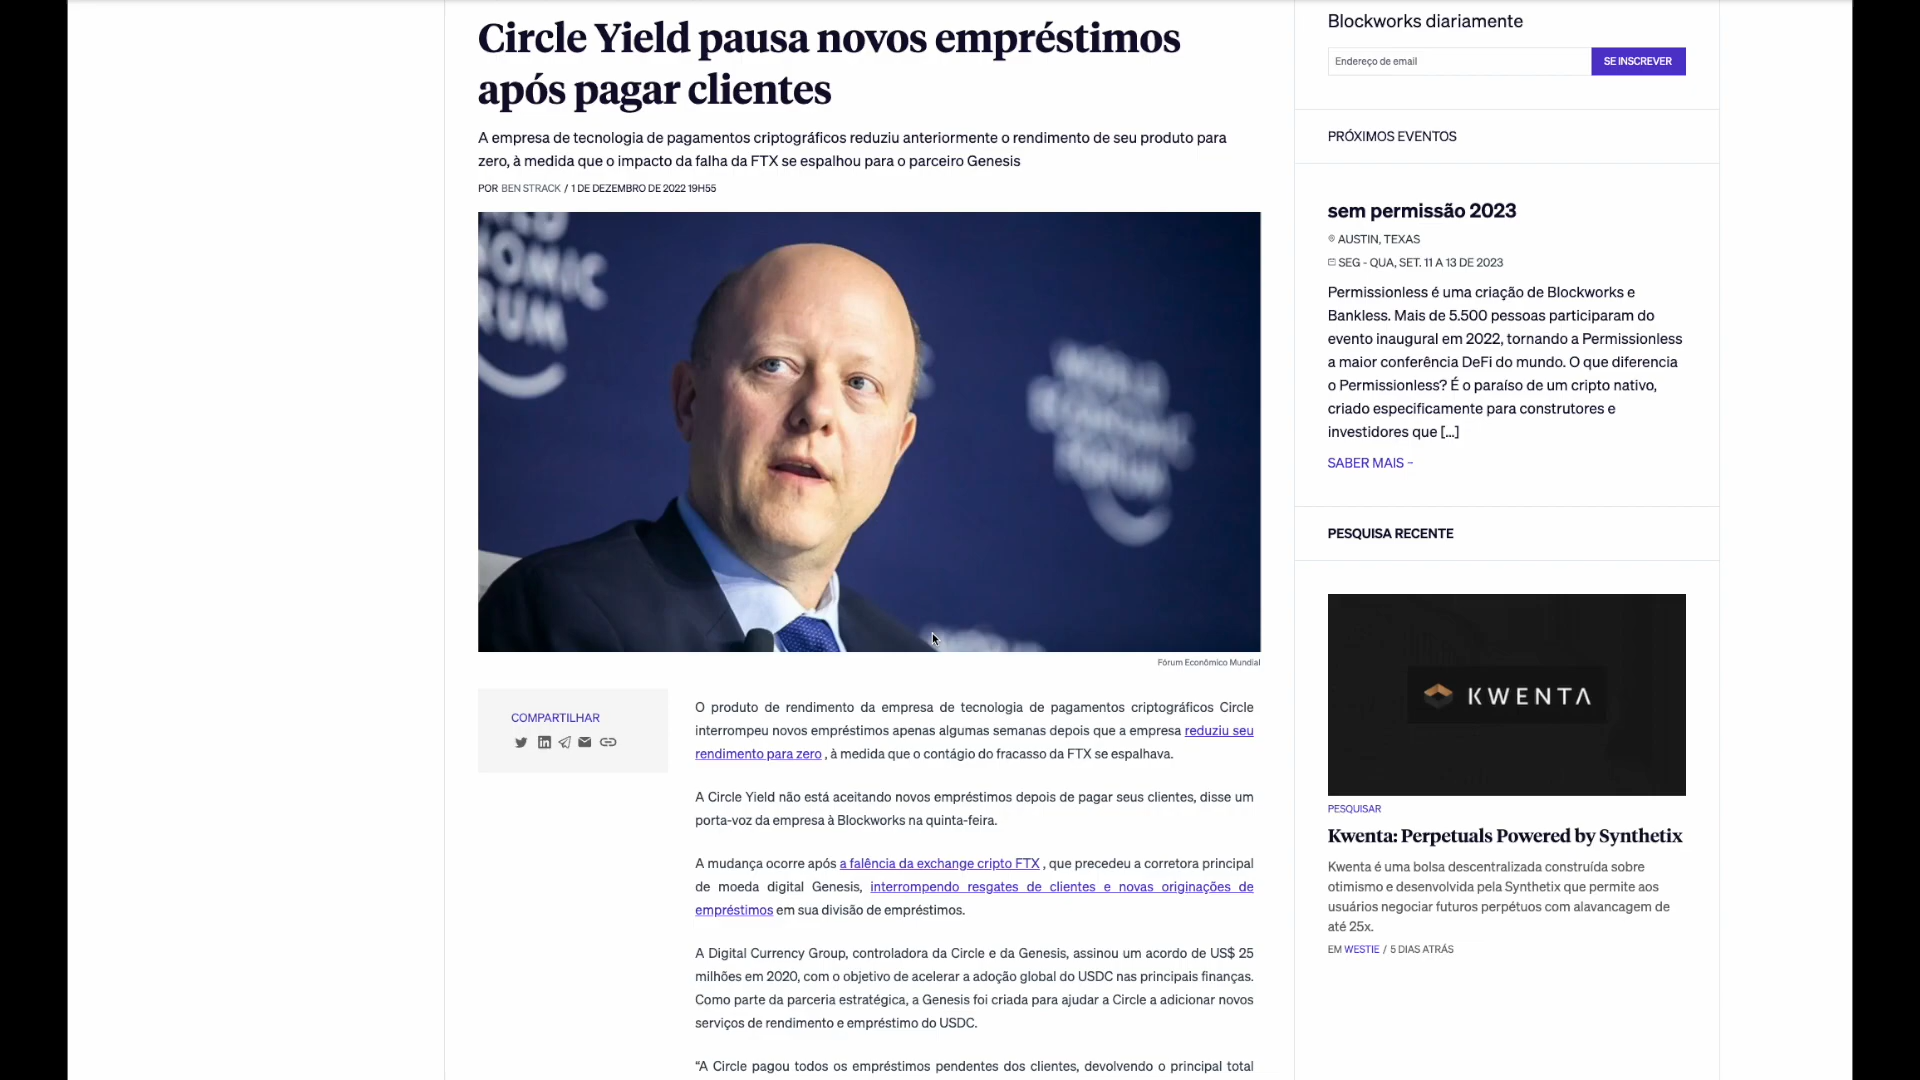 Circle Yield pausa novos empréstimos
após pagar clientes
A empresa de tecnologia de pagamentos criptográficos reduziu anteriormente o rendimento de seu produto para
zero, à medida que o impacto da falha da FTX se espalhou para o parceiro Genesis
POR BEN STRACK / 1 DE DEZEMBRO DE 2022 19H55
WORLD
ECONOMIC
FORUM
WORLD
ECONOMIC
FORUM
Fórum Econômico Mundial
COMPARTILHAR
O produto de rendimento da empresa de tecnologia de pagamentos criptográficos Circle
interrompeu novos empréstimos apenas algumas semanas depois que a empresa reduziu seu
rendimento para zero , à medida que o contágio do fracasso da FTX se espalhava.
A Circle Yield não está aceitando novos empréstimos depois de pagar seus clientes, disse um
porta-voz da empresa à Blockworks na quinta-feira.
A mudança ocorre após a falência da exchange cripto FTX , que precedeu a corretora principal
de moeda digital Genesis, interrompendo resgates de clientes e novas originações de
empréstimos em sua divisão de empréstimos.
A Digital Currency Group, controladora da Circle e da Genesis, assinou um acordo de US$ 25
milhões em 2020, com o objetivo de acelerar a adoção global do USDC nas principais finanças.
Como parte da parceria estratégica, a Genesis foi criada para ajudar a Circle a adicionar novos
serviços de rendimento e empréstimo do USDC.
“A Circle pagou todos os empréstimos pendentes dos clientes, devolvendo o principal total
Blockworks diariamente
Endereço de email
SE INSCREVER
PRÓXIMOS EVENTOS
sem permissão 2023
AUSTIN, TEXAS
SEG - QUA, SET. 11 A 13 DE 2023
Permissionless é uma criação de Blockworks e
Bankless. Mais de 5.500 pessoas participaram do
evento inaugural em 2022, tornando a Permissionless
a maior conferência DeFi do mundo. O que diferencia
o Permissionless? É o paraíso de um cripto nativo,
criado especificamente para construtores e
investidores que [...]
SABER MAIS -
PESQUISA RECENTE
KWENTA
PESQUISAR
Kwenta: Perpetuals Powered by Synthetix
Kwenta é uma bolsa descentralizada construída sobre
otimismo e desenvolvida pela Synthetix que permite aos
usuários negociar futuros perpétuos com alavancagem de
até 25x.
EM WESTIE / 5 DIAS ATRÁS